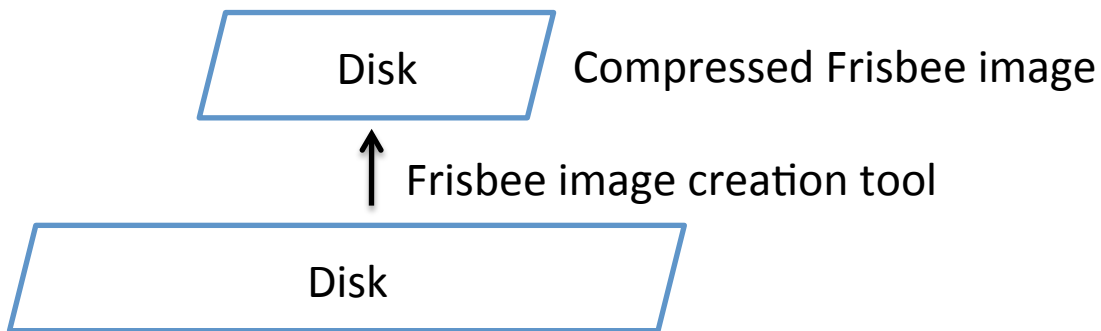 Disk
Compressed Frisbee image
Frisbee image creation tool
Disk